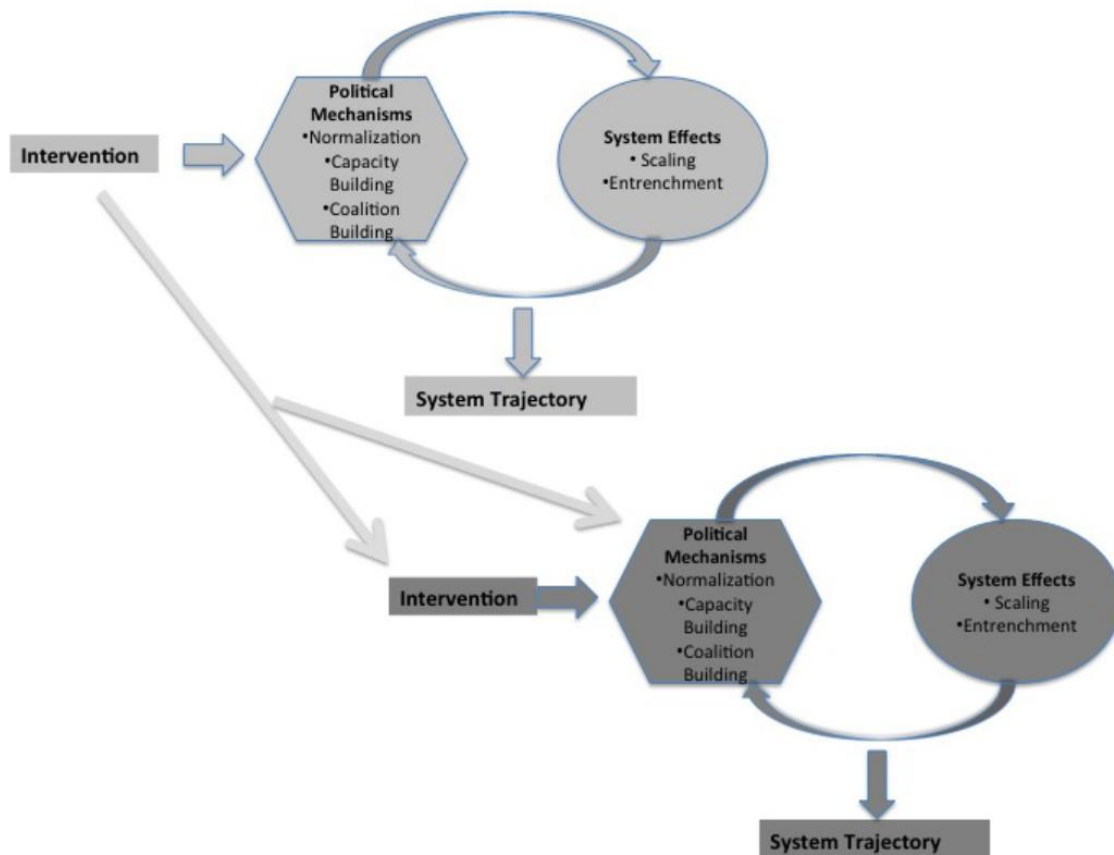 Political
Mechanisms
•Normalization
• Capacity
Building
•Coalition
Building
System Effects
• Scaling
•Entrenchment
Intervention
System Trajectory
Political
Mechanisms
•Normalization
• Capacity
Building
• Coalition
Building
System Effects
• Scaling
•Entrenchment
Intervention
System Trajectory